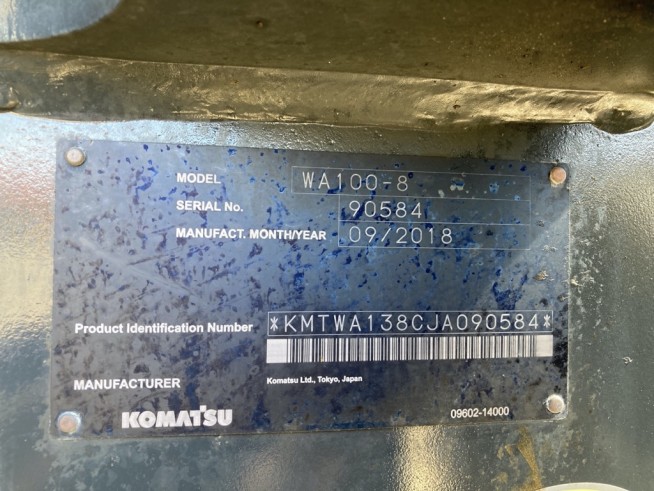 MODEL WA100-8
SERIAL No. 90584
MANUFACT. MONTH/YEAR 09/2018
Product Identification Number *KMTWA138CJA090584*
MANUFACTURER Komatsu Ltd., Tokyo, Japan
KOMATSU 09602-14000